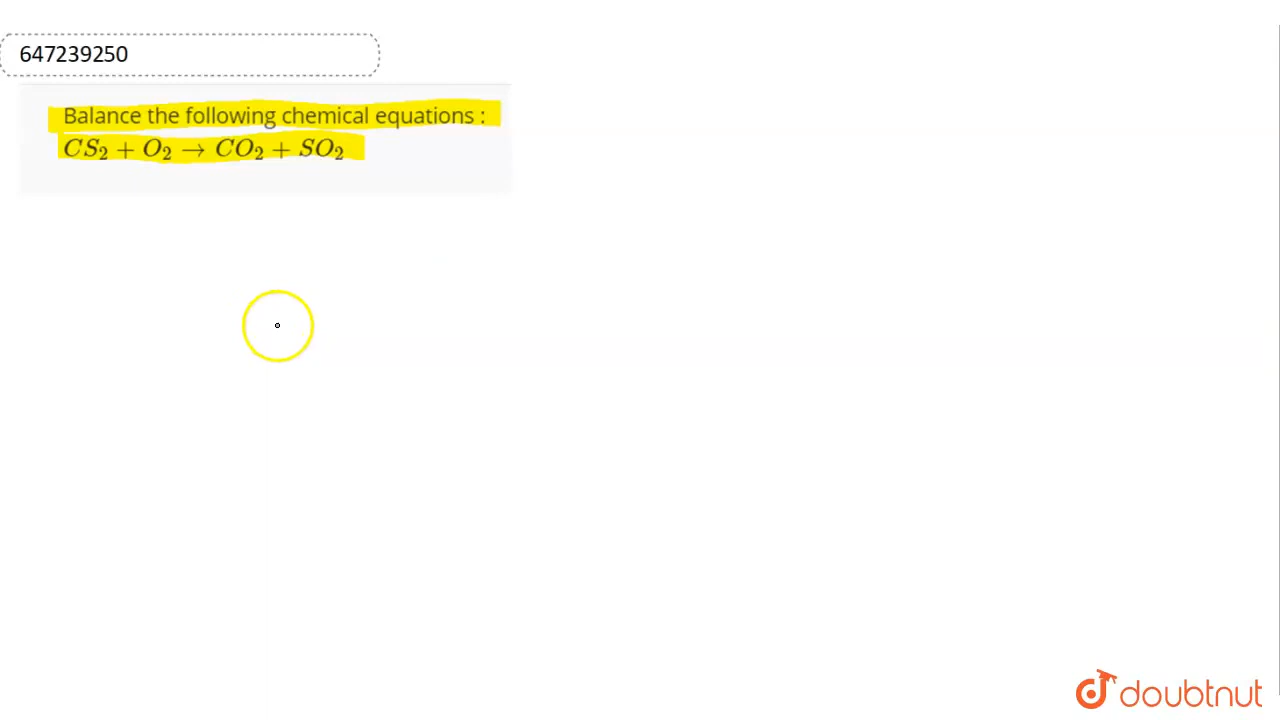 647239250
Balance the following chemical equations :
CS₂ + O₂ → CO₂ + SO₂
doubtnut